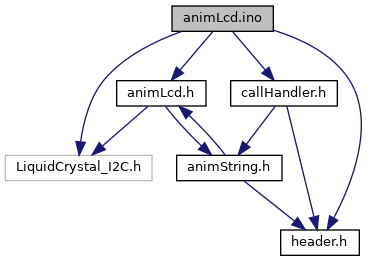 animLcd.ino
animLcd.h
callHandler.h
LiquidCrystal_I2C.h
animString.h
header.h